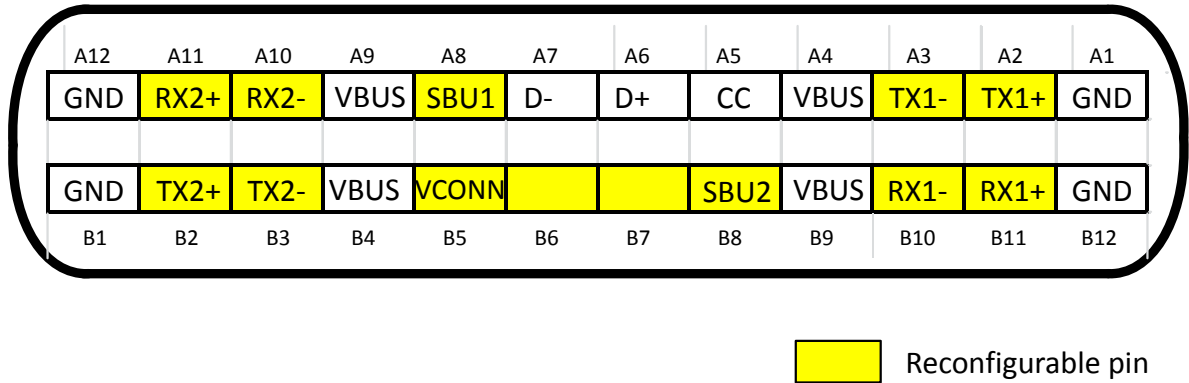 A12 A11 A10 A9 A8 A7 A6 A5 A4 A3 A2 A1
GND RX2+ RX2- VBUS SBU1 D- D+ CC VBUS TX1- TX1+ GND
GND TX2+ TX2- VBUS VCONN SBU2 VBUS RX1- RX1+ GND
B1 B2 B3 B4 B5 B6 B7 B8 B9 B10 B11 B12
Reconfigurable pin